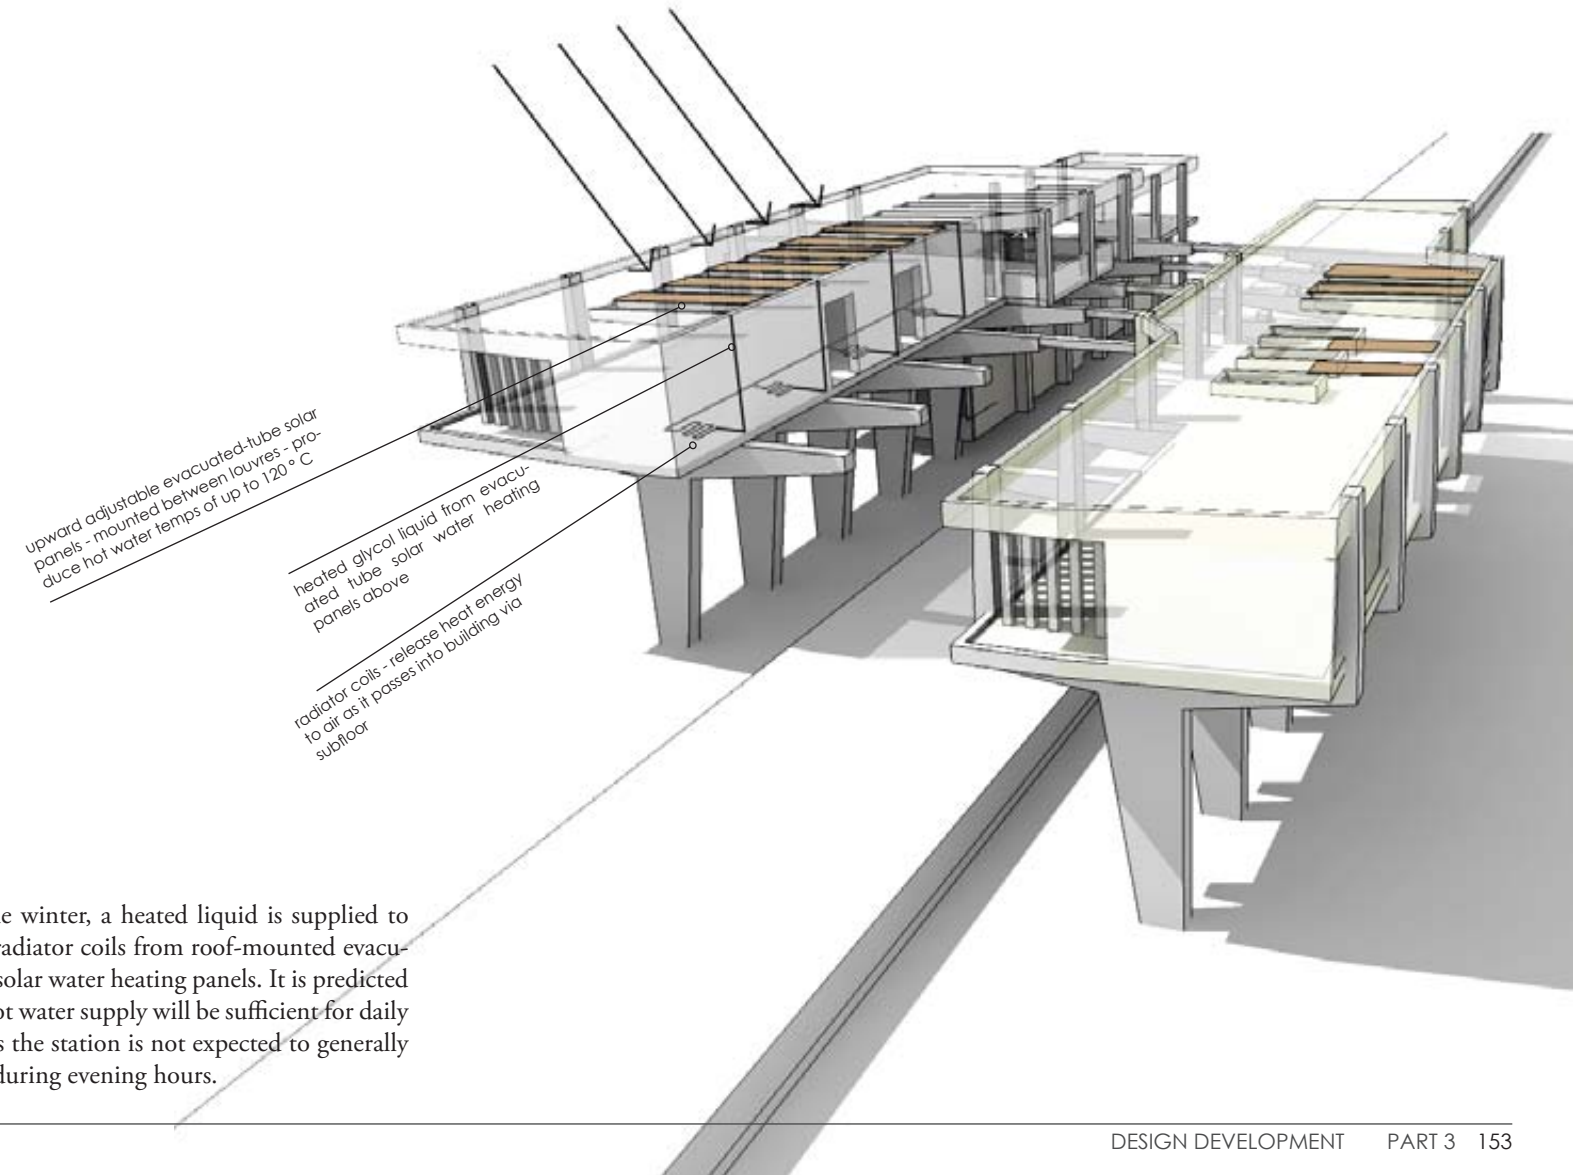 upward adjustable evacuated-tube solar
panels - mounted between louvres - pro-
duce hot water temps of up to 120° C
heated glycol liquid from evacu-
ated tube solar water heating
panels above
radiator coils - release heat energy
to air as it passes into building via
subfloor
e winter, a heated liquid is supplied to
radiator coils from roof-mounted evacu-
solar water heating panels. It is predicted
ot water supply will be sufficient for daily
s the station is not expected to generally
during evening hours.
DESIGN DEVELOPMENT PART 3 153